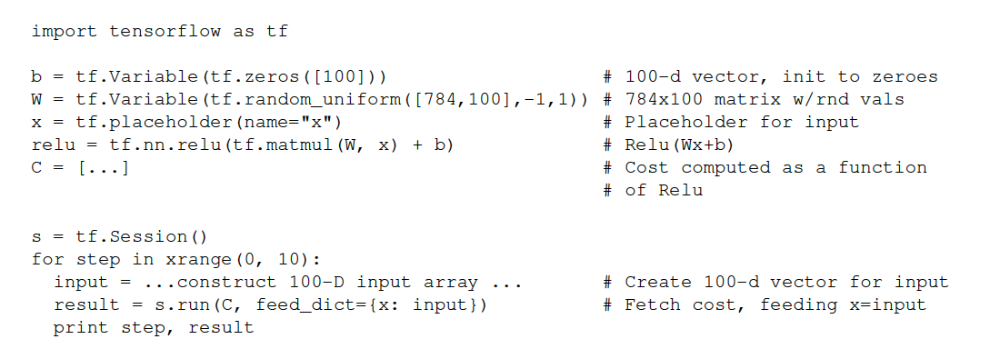 import tensorflow as tf
b = tf.Variable(tf.zeros([100])) # 100-d vector, init to zeroes
W = tf.Variable(tf.random_uniform([784,100],-1,1)) # 784x100 matrix w/rnd vals
x = tf.placeholder(name="x") # Placeholder for input
relu = tf.nn.relu(tf.matmul(W, x) + b) # Relu(Wx+b)
C = [...] # Cost computed as a function
# of Relu
s = tf.Session()
for step in xrange(0, 10):
  input = ...construct 100-D input array ... # Create 100-d vector for input
  result = s.run(C, feed_dict={x: input}) # Fetch cost, feeding x=input
  print step, result